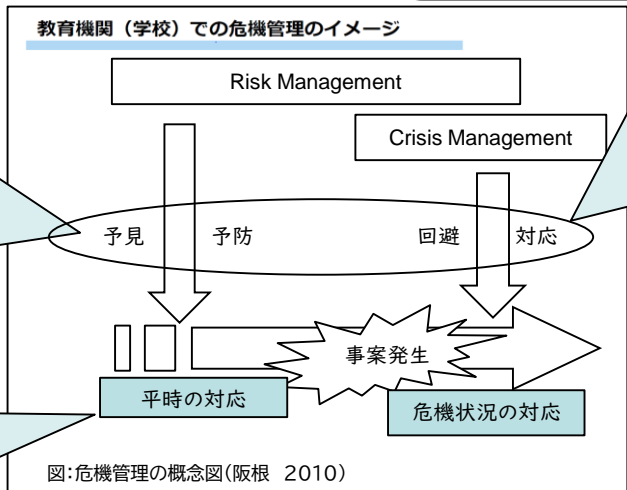 教育機関（学校）での危機管理のイメージ
Risk Management
Crisis Management
予見 予防 回避 対応
事案発生
平時の対応
危機状況の対応
図:危機管理の概念図(阪根 2010)